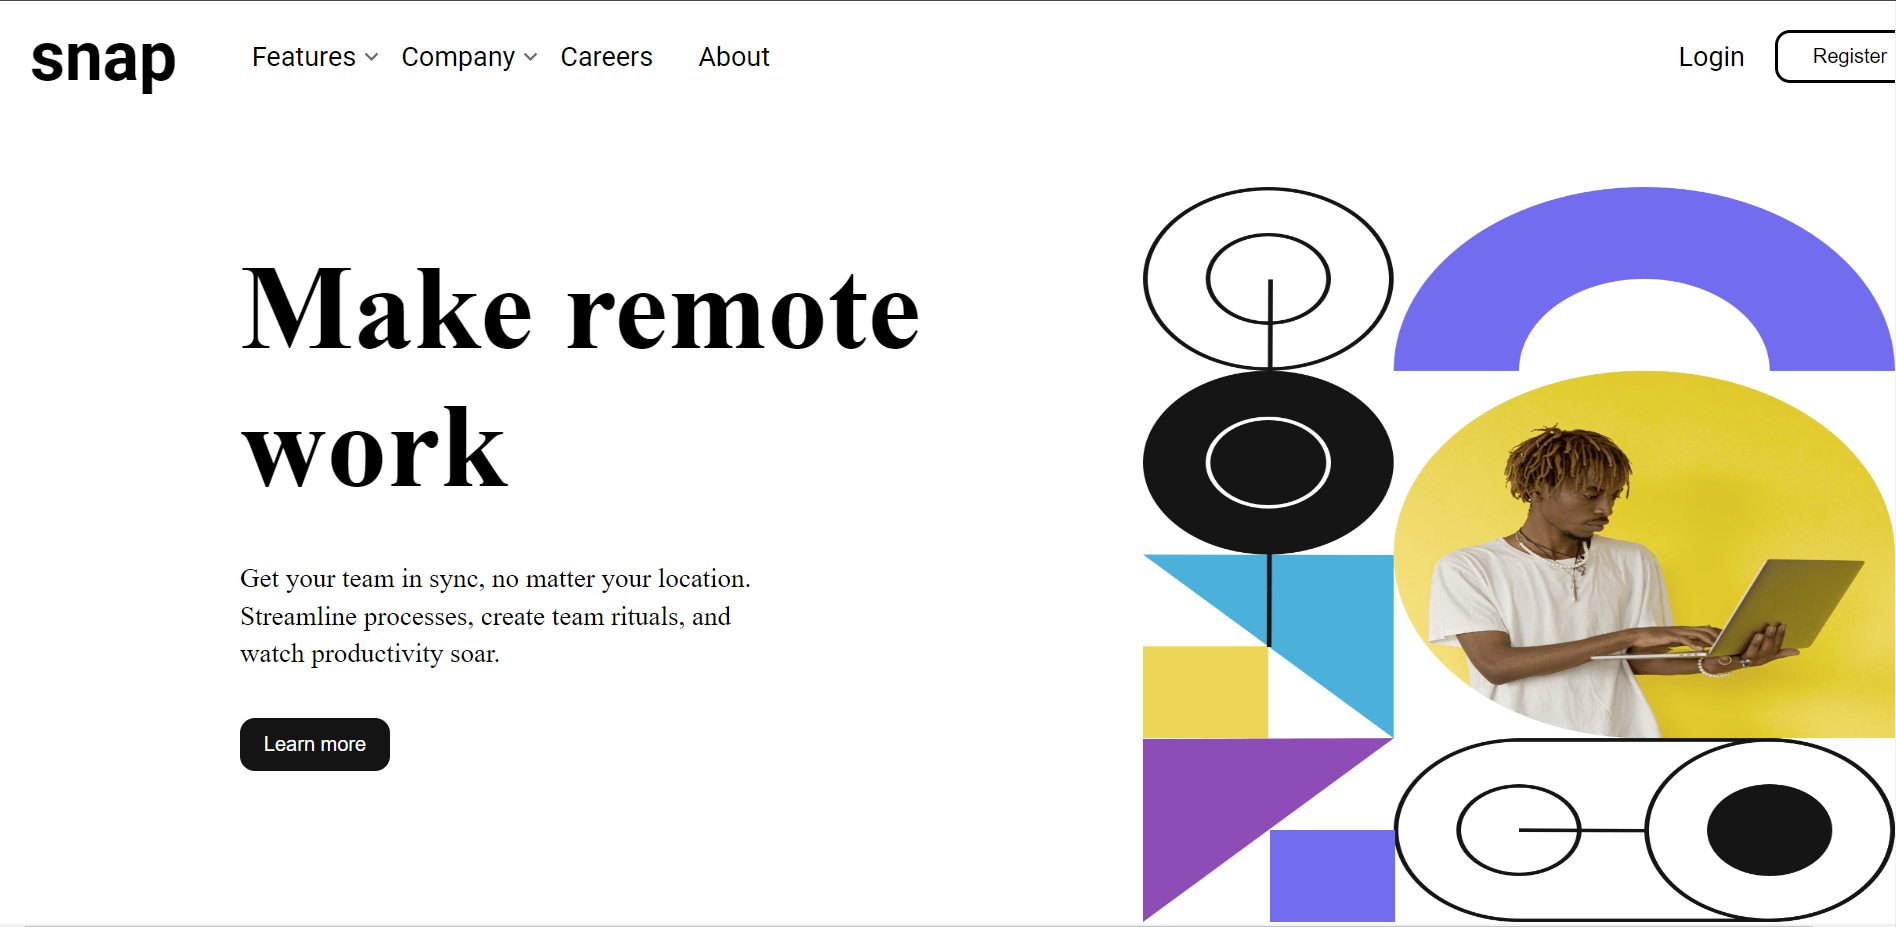 snap
Features
Company
Careers
About
Login
Register
Make remote
work
Get your team in sync, no matter your location.
Streamline processes, create team rituals, and
watch productivity soar.
Learn more